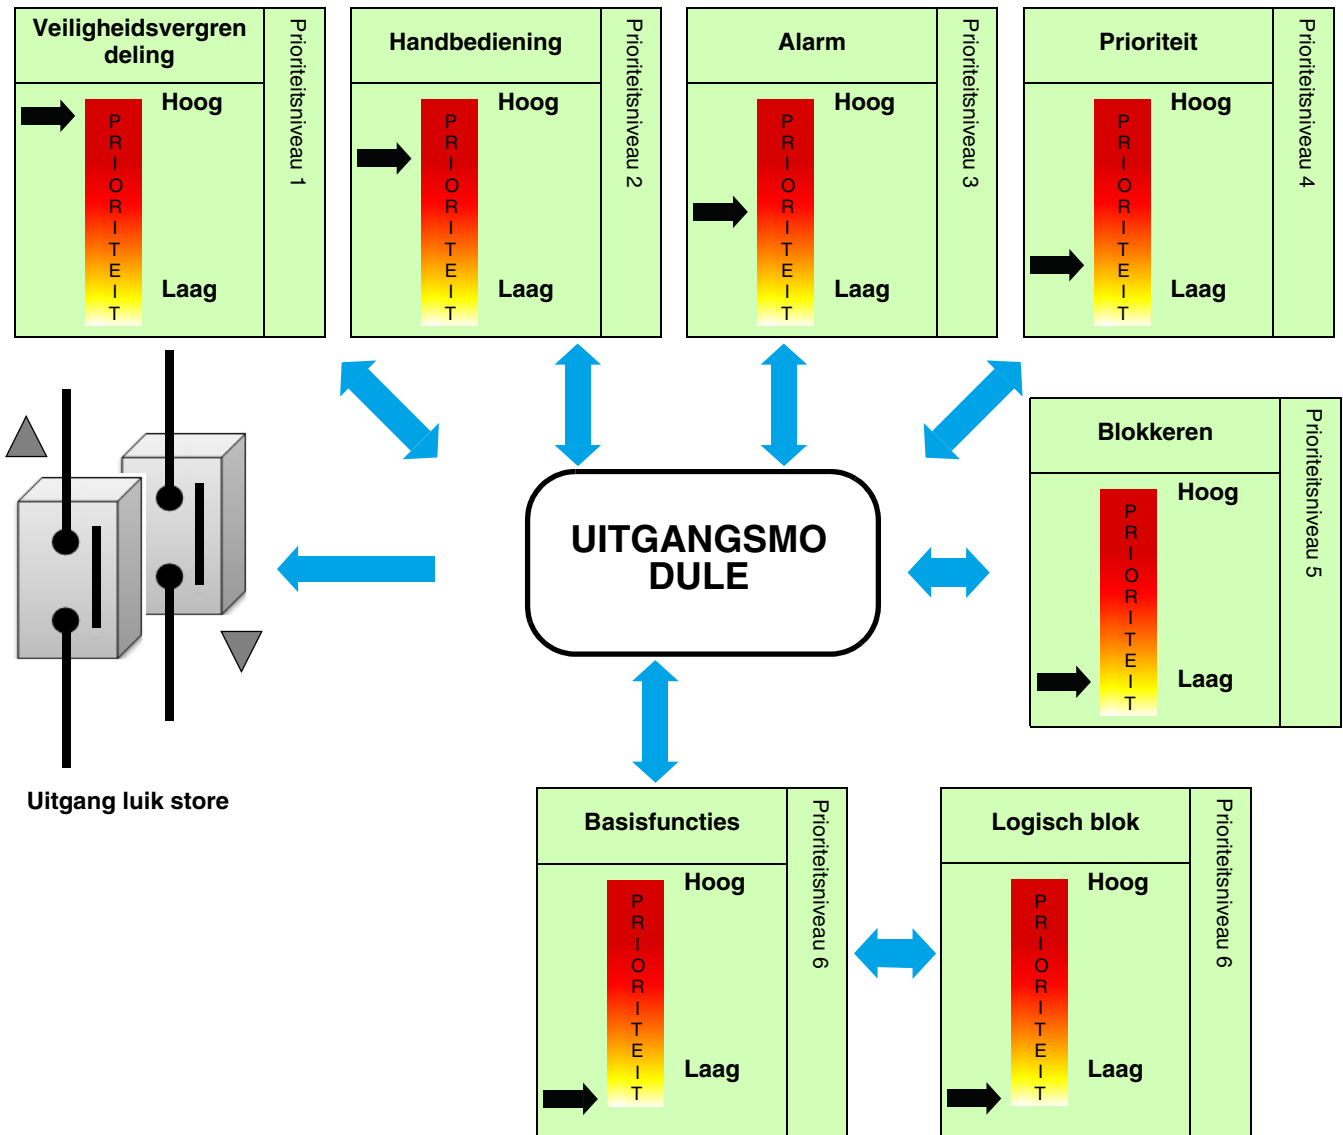 Veiligheidsvergren
deling
Prioriteitsniveau 1
Hoog
PRIORITEIT
Laag
Handbediening
Prioriteitsniveau 2
Hoog
PRIORITEIT
Laag
Alarm
Prioriteitsniveau 3
Hoog
PRIORITEIT
Laag
Prioriteit
Prioriteitsniveau 4
Hoog
PRIORITEIT
Laag
Blokkeren
Prioriteitsniveau 5
Hoog
PRIORITEIT
Laag
UITGANGSMO
DULE
Uitgang luik store
Basisfuncties
Prioriteitsniveau 6
Hoog
PRIORITEIT
Laag
Logisch blok
Prioriteitsniveau 6
Hoog
PRIORITEIT
Laag